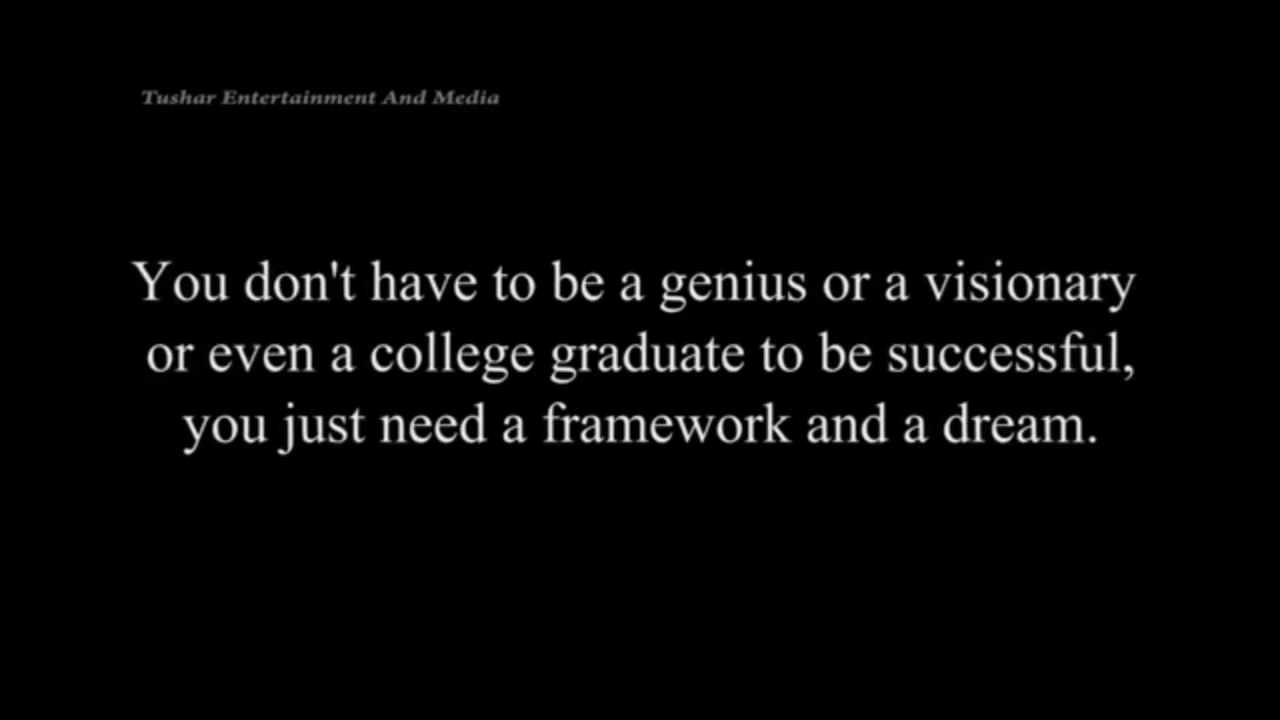 Tushar Entertainment And Media
You don't have to be a genius or a visionary
or even a college graduate to be successful,
you just need a framework and a dream.